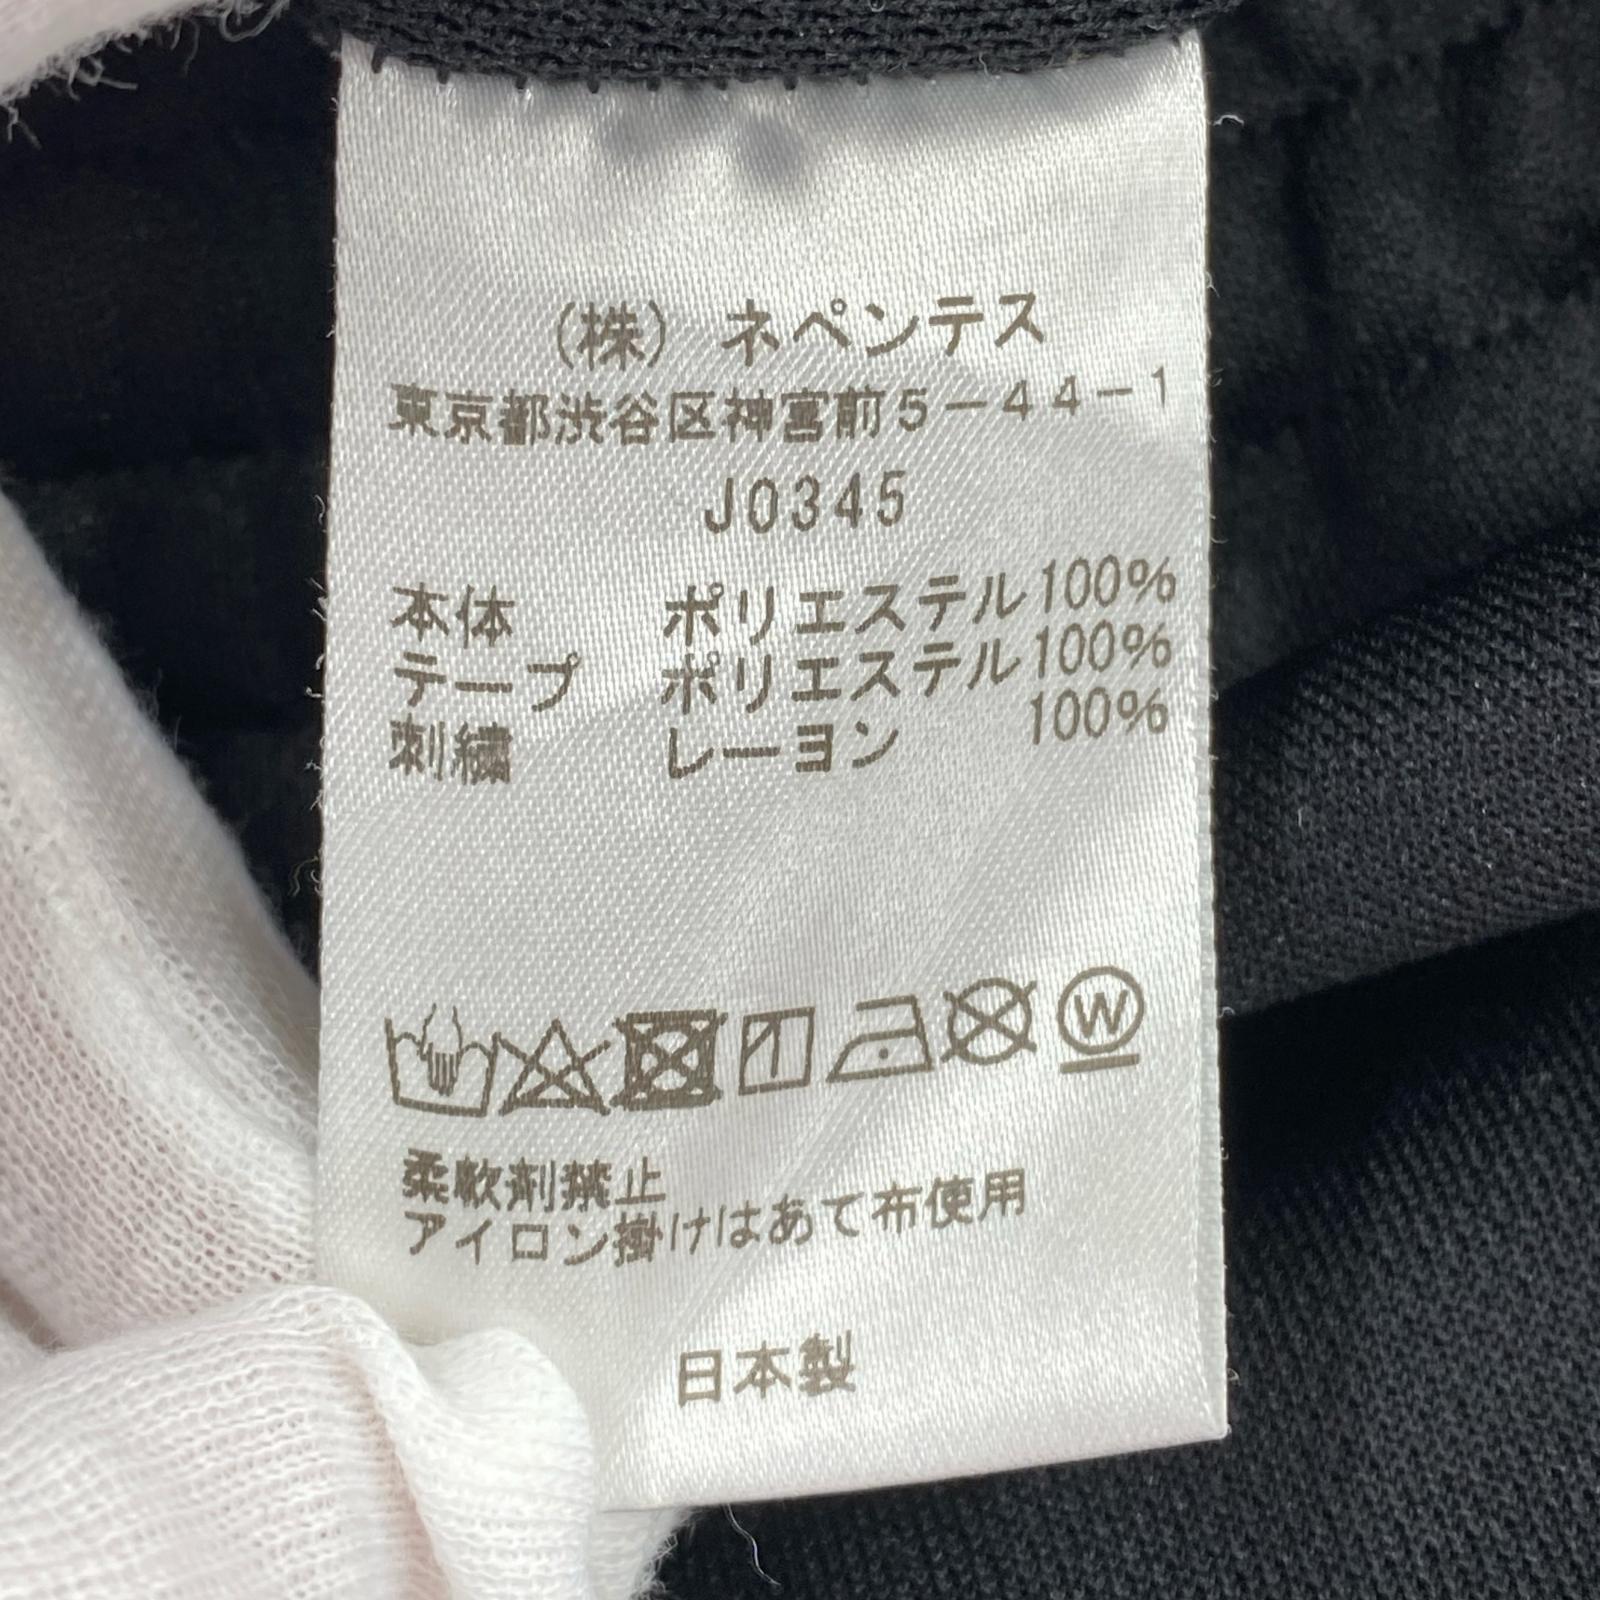 (株) ネペンテス
東京都渋谷区神宮前5-44-1
J0345
本体 ポリエステル100%
テープ ポリエステル100%
刺繍 レーヨン 100%
W
柔軟剤禁止
アイロン掛けはあて布使用
日本製